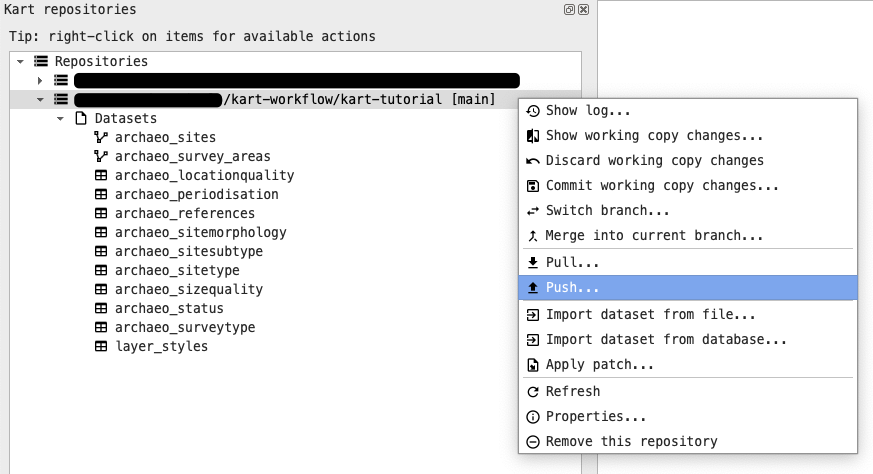 Kart repositories
Tip: right-click on items for available actions
Repositories
/kart-workflow/kart-tutorial [main]
Datasets
archaeo_sites
archaeo_survey_areas
archaeo_locationquality
archaeo_periodisation
archaeo_references
archaeo_sitemorphology
archaeo_sitesubtype
archaeo_sitetype
archaeo_sizequality
archaeo_status
archaeo_surveytype
layer_styles
Show log...
Show working copy changes...
Discard working copy changes
Commit working copy changes...
Switch branch...
Merge into current branch...
Pull...
Push...
Import dataset from file...
Import dataset from database...
Apply patch...
Refresh
Properties...
Remove this repository